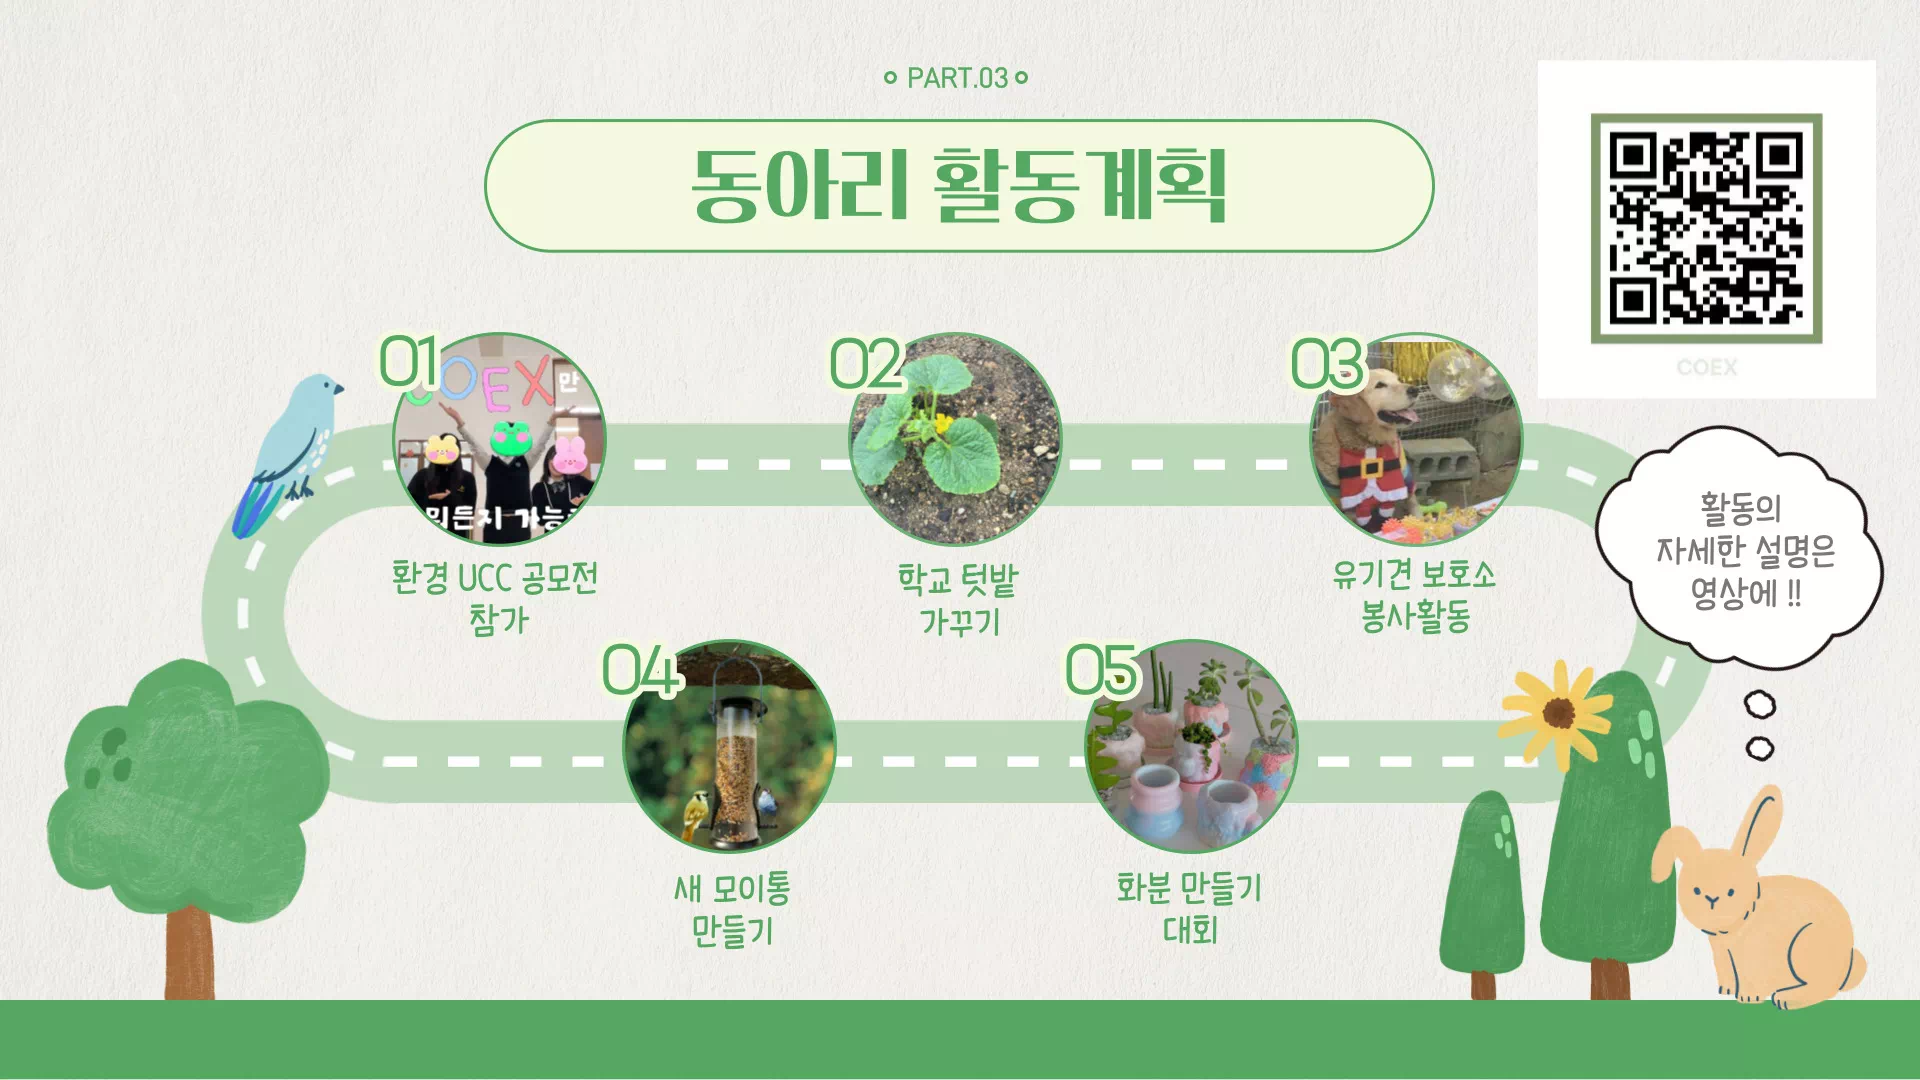 PART.03
동아리 활동계획
COEX
01
COEX 만
뭐든지 가능
환경 UCC 공모전
참가
02
학교 텃밭
가꾸기
03
유기견 보호소
봉사활동
활동의
자세한 설명은
영상에 !!
04
새 모이통
만들기
05
화분 만들기
대회